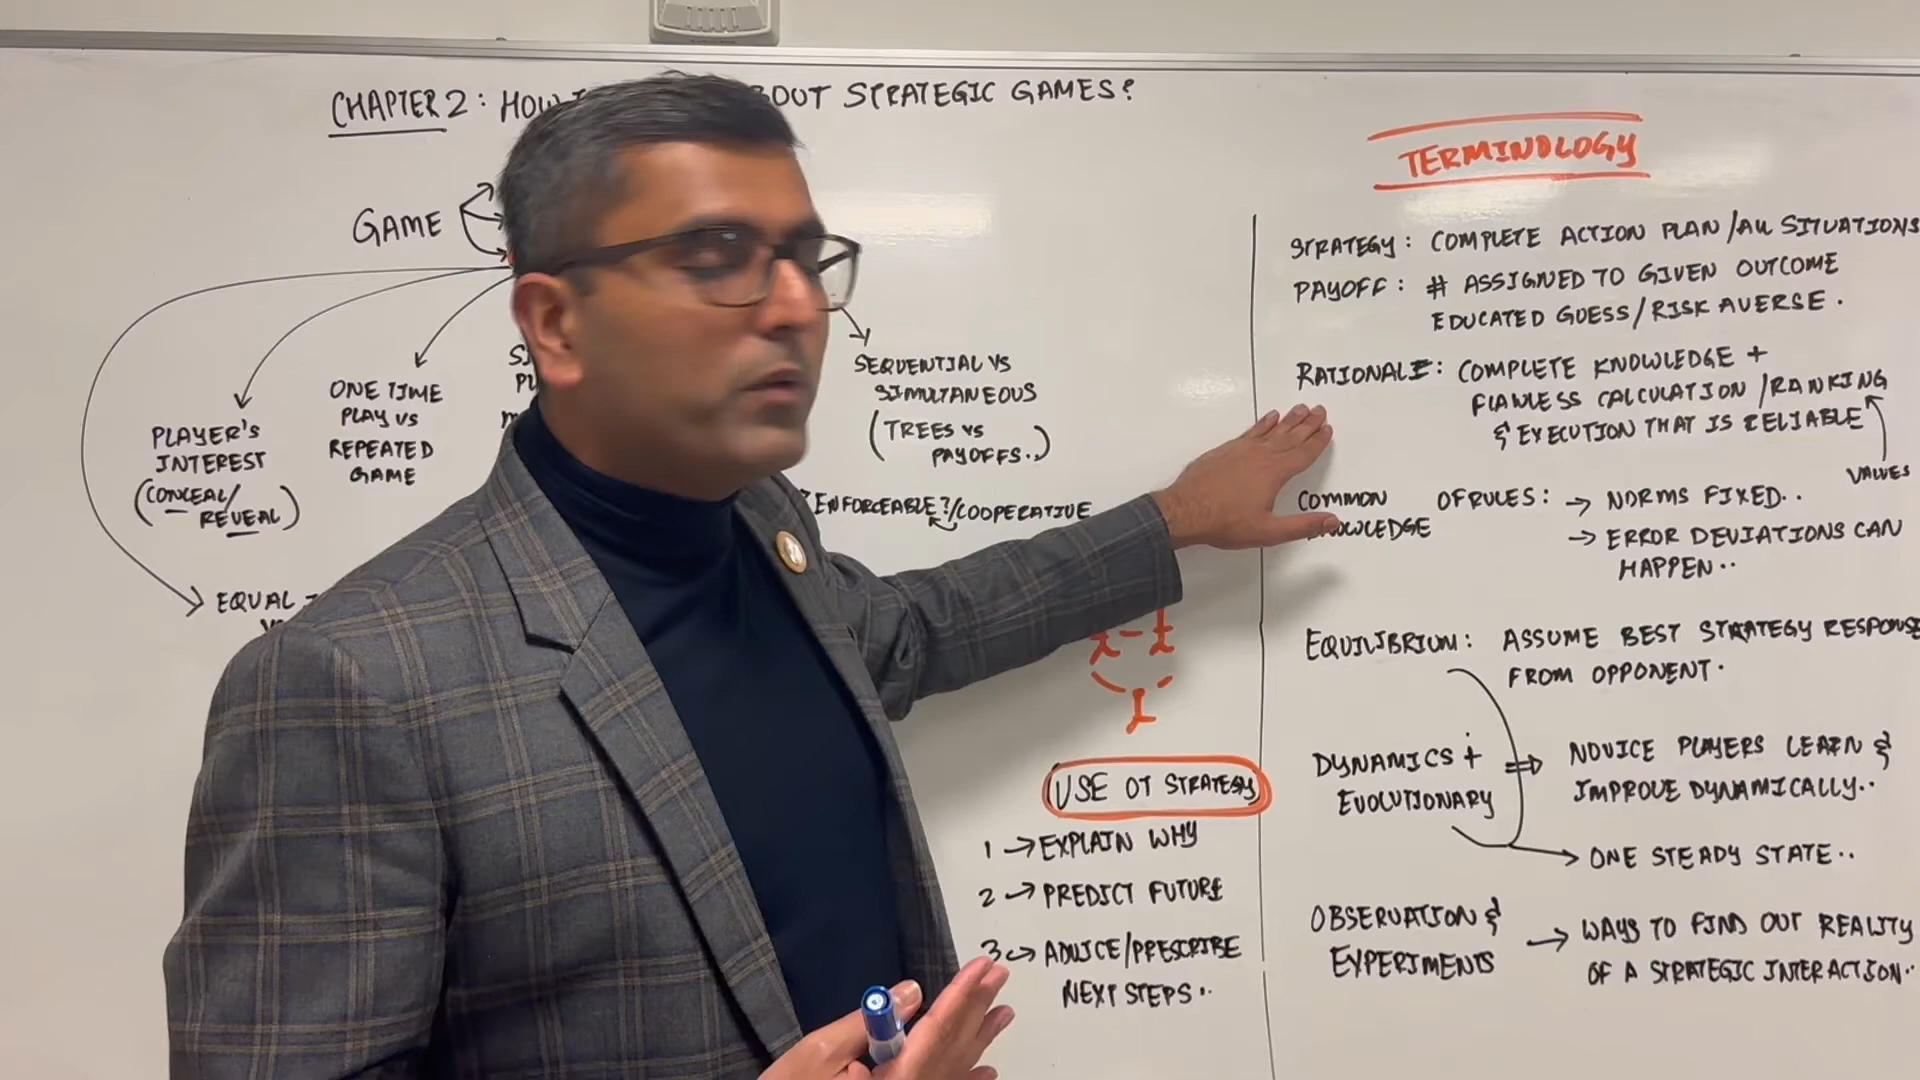 CHAPTER 2: HOW BOUT STRATEGIC GAMES?
GAME
PLAYER'S
INTEREST
(CONCEAL/
REVEAL)
ONE TIME
PLAY VS
REPEATED
GAME
SEQUENTIAL VS
SIMULTANEOUS
(TREES VS
PAYOFFS..)
ENFORCEABLE?/COOPERATIVE
EQUAL
VS
USE OF STRATEGY
1 → EXPLAIN WHY
2 → PREDICT FUTURE
3 → ADVICE/PRESCRIBE
NEXT STEPS..
TERMINOLOGY
STRATEGY: COMPLETE ACTION PLAN/ALL SITUATIONS
PAYOFF: # ASSIGNED TO GIVEN OUTCOME
EDUCATED GUESS/RISK AVERSE.
RATIONALE: COMPLETE KNOWLEDGE +
FLAWLESS CALCULATION/RANKING
& EXECUTION THAT IS RELIABLE
VALUES
COMMON OF RULES: → NORMS FIXED..
KNOWLEDGE → ERROR DEVIATIONS CAN
HAPPEN..
EQUILIBRIUM: ASSUME BEST STRATEGY RESPONSE
FROM OPPONENT.
DYNAMICS + ⇒ NOVICE PLAYERS LEARN &
EVOLUTIONARY IMPROVE DYNAMICALLY..
→ ONE STEADY STATE..
OBSERVATION & → WAYS TO FIND OUT REALITY
EXPERIMENTS OF A STRATEGIC INTERACTION..